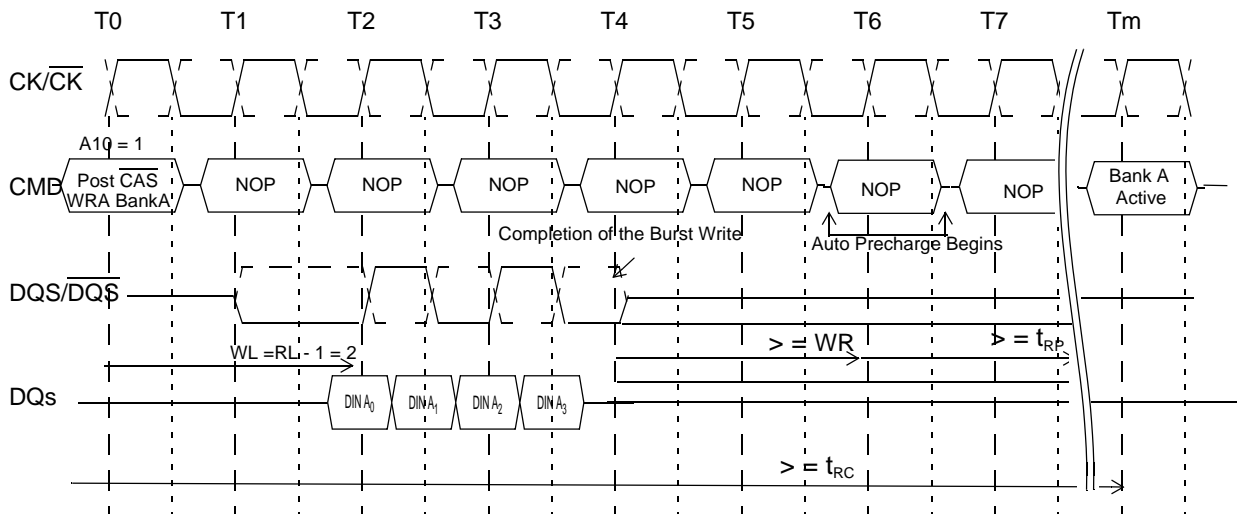 T0 T1 T2 T3 T4 T5 T6 T7 Tm
CK/CK
A10 = 1
CMD
Post CAS
WRA BankA
NOP NOP NOP NOP NOP NOP NOP
Bank A
Active
Completion of the Burst Write
Auto Precharge Begins
DQS/DQS
WL =RL - 1 = 2
> = WR
> = tRP
DQs
DIN A0 DIN A1 DIN A2 DIN A3
> = tRC